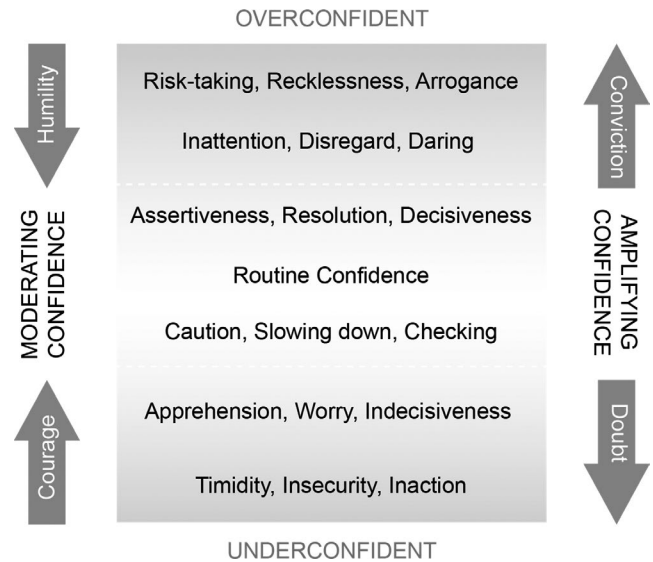 OVERCONFIDENT
Humility
Risk-taking, Recklessness, Arrogance
Conviction
Inattention, Disregard, Daring
MODERATING
CONFIDENCE
Assertiveness, Resolution, Decisiveness
Routine Confidence
Caution, Slowing down, Checking
AMPLIFYING
CONFIDENCE
Courage
Apprehension, Worry, Indecisiveness
Doubt
Timidity, Insecurity, Inaction
UNDERCONFIDENT